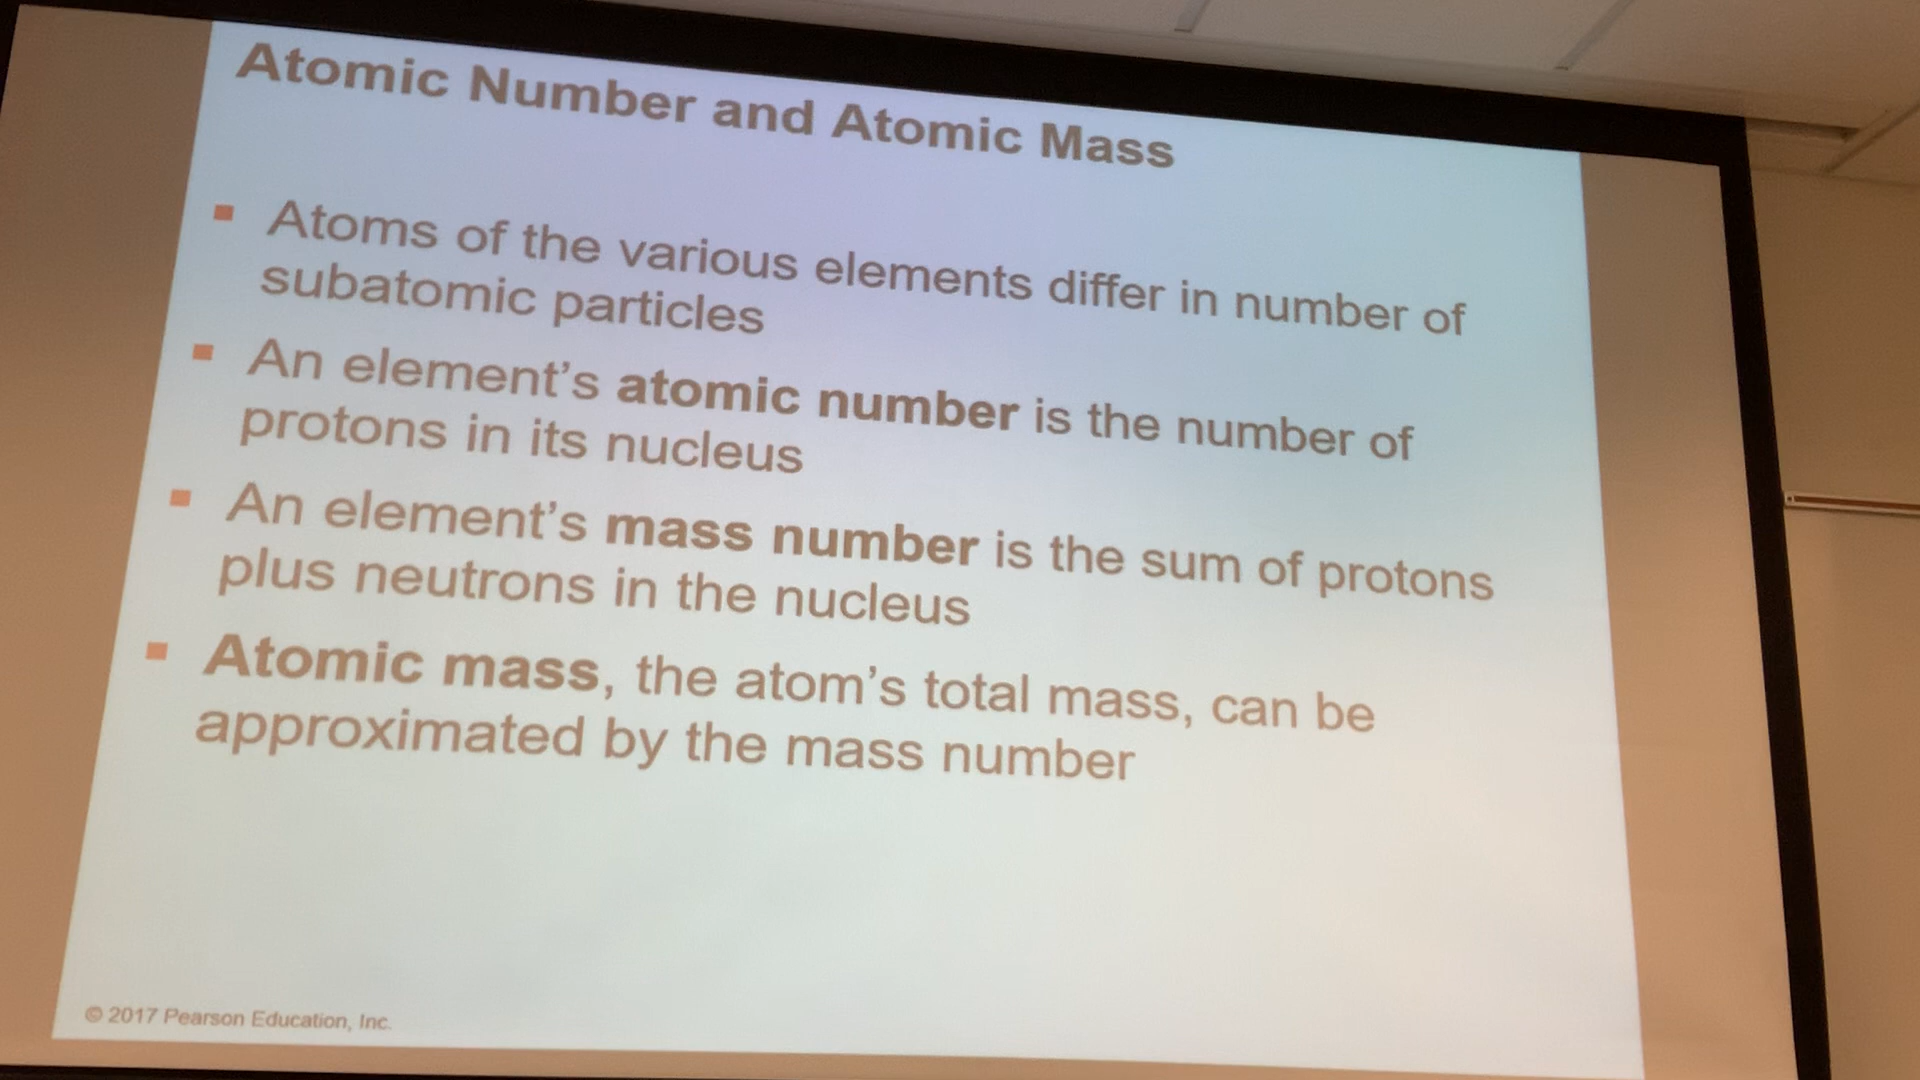 Atomic Number and Atomic Mass
▪ Atoms of the various elements differ in number of
subatomic particles
▪ An element’s atomic number is the number of
protons in its nucleus
▪ An element’s mass number is the sum of protons
plus neutrons in the nucleus
▪ Atomic mass, the atom’s total mass, can be
approximated by the mass number
© 2017 Pearson Education, Inc.